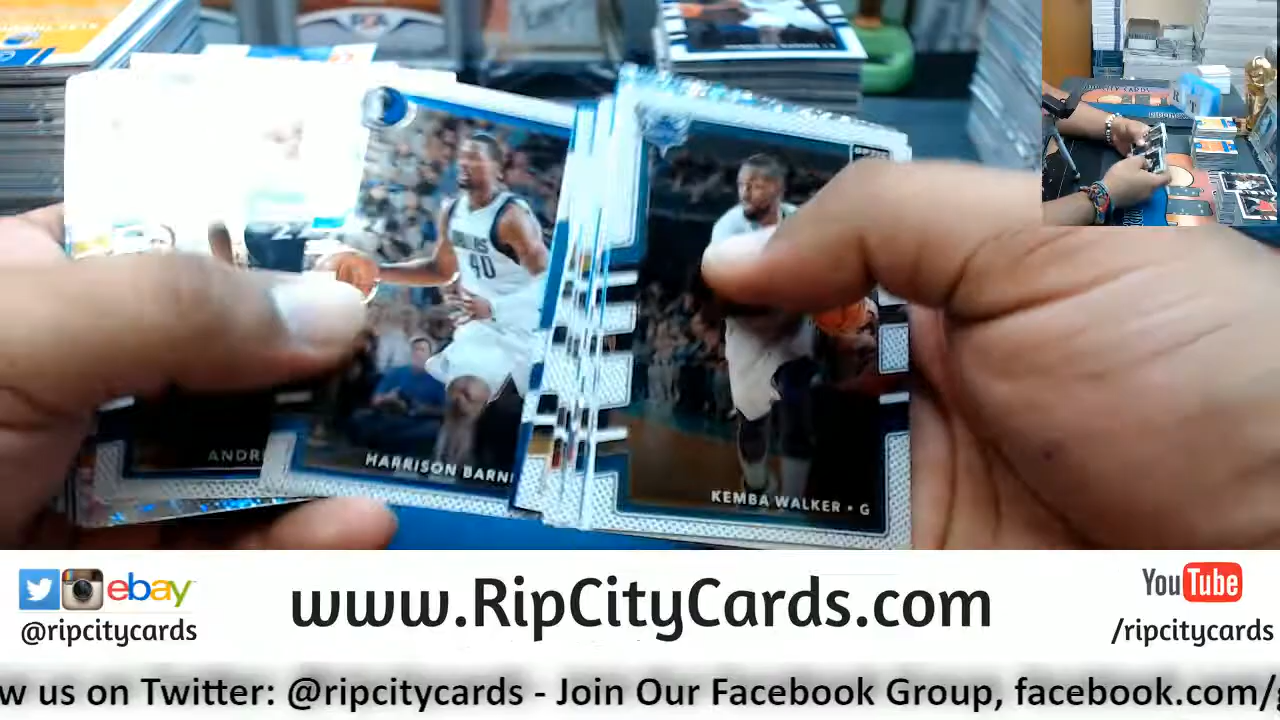 40
ANDR
HARRISON BARN
KEMBA WALKER • G
ebay
@ripcitycards
www.RipCityCards.com
YouTube
/ripcitycards
w us on Twitter: @ripcitycards - Join Our Facebook Group, facebook.com/g